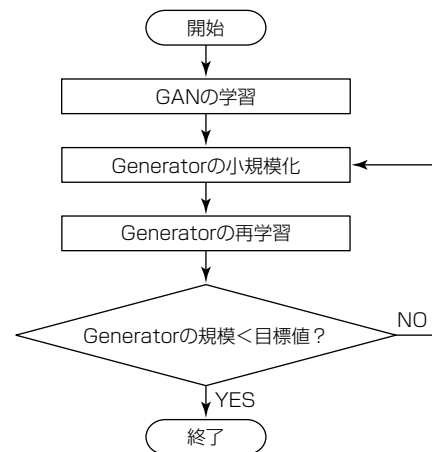 開始
GANの学習
Generatorの小規模化
Generatorの再学習
Generatorの規模<目標値?
NO
YES
終了